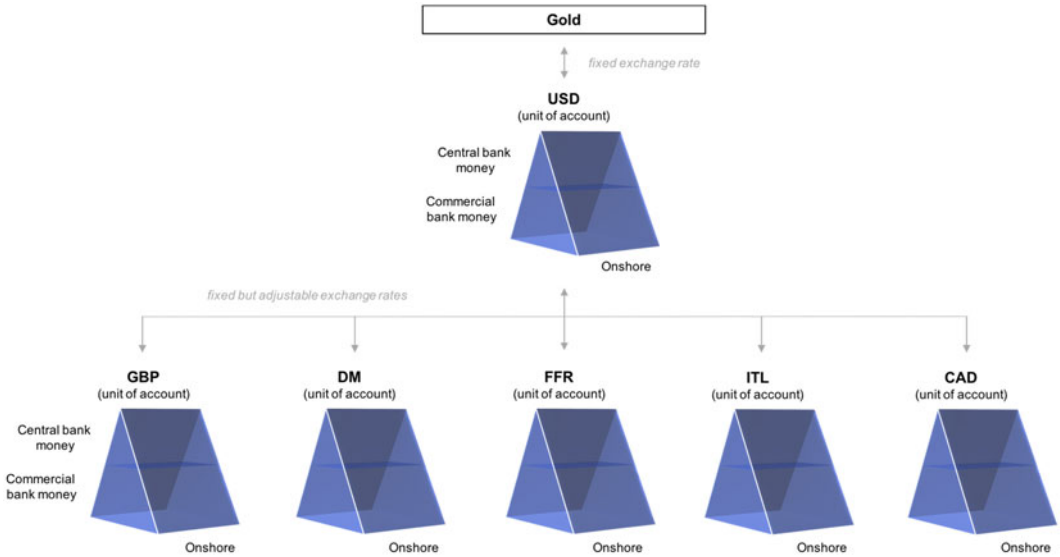 Gold
fixed exchange rate
USD
(unit of account)
Central bank
money
Commercial
bank money
Onshore
fixed but adjustable exchange rates
GBP
(unit of account)
DM
(unit of account)
FFR
(unit of account)
ITL
(unit of account)
CAD
(unit of account)
Central bank
money
Commercial
bank money
Onshore
Onshore
Onshore
Onshore
Onshore